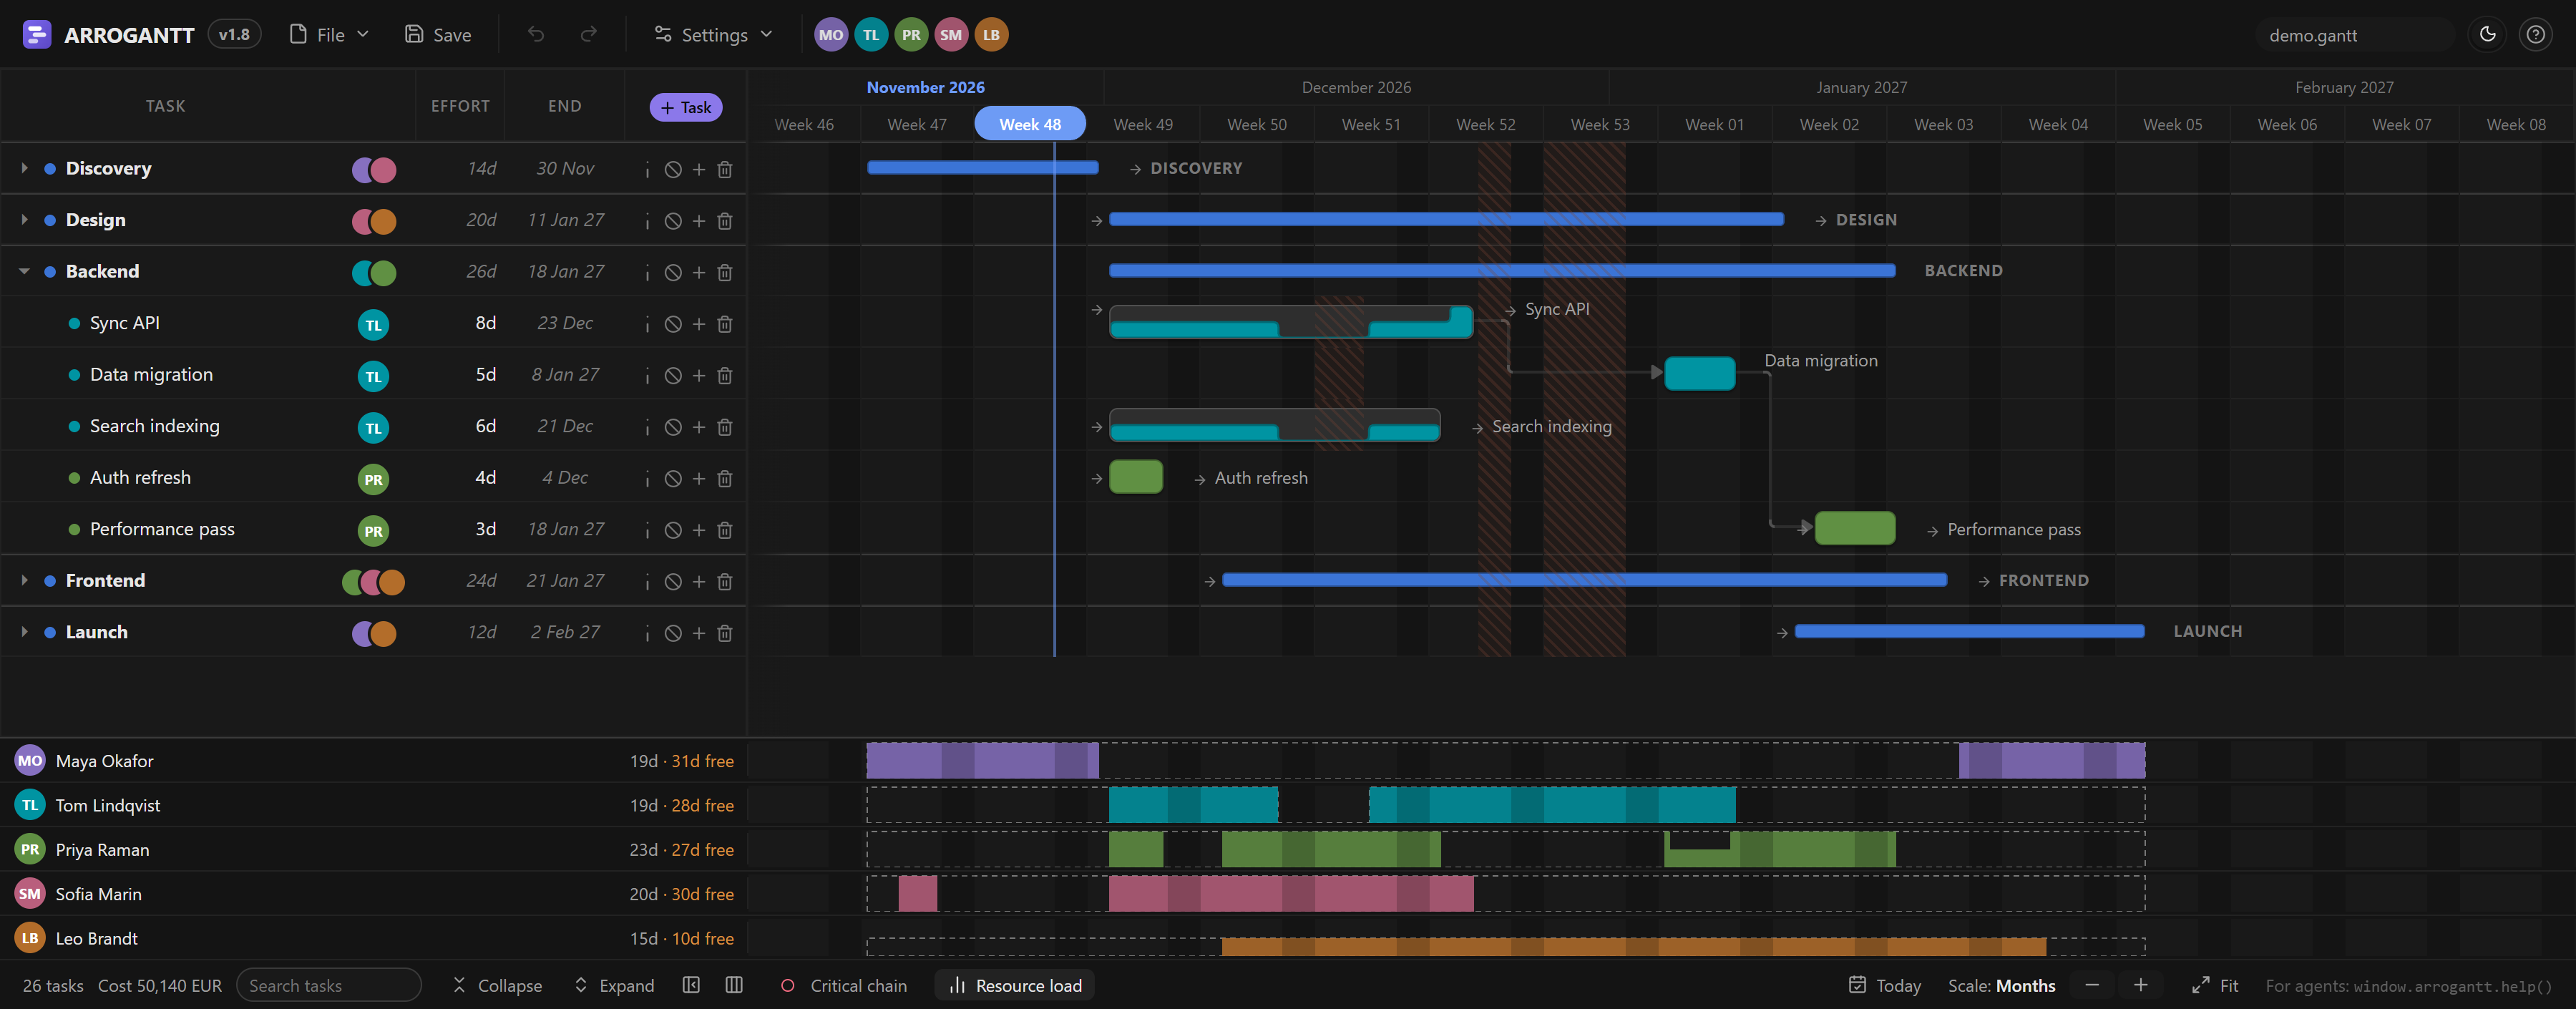 ARROGANTT v1.8 File Save Settings MO TL PR SM LB demo.gantt
November 2026 December 2026 January 2027 February 2027
TASK EFFORT END + Task
Week 46 Week 47 Week 48 Week 49 Week 50 Week 51 Week 52 Week 53 Week 01 Week 02 Week 03 Week 04 Week 05 Week 06 Week 07 Week 08
Discovery 14d 30 Nov → DISCOVERY
Design 20d 11 Jan 27 → DESIGN
Backend 26d 18 Jan 27 BACKEND
Sync API TL 8d 23 Dec → Sync API
Data migration TL 5d 8 Jan 27 Data migration
Search indexing TL 6d 21 Dec → Search indexing
Auth refresh PR 4d 4 Dec → Auth refresh
Performance pass PR 3d 18 Jan 27 → Performance pass
Frontend 24d 21 Jan 27 → FRONTEND
Launch 12d 2 Feb 27 LAUNCH
MO Maya Okafor 19d · 31d free
TL Tom Lindqvist 19d · 28d free
PR Priya Raman 23d · 27d free
SM Sofia Marin 20d · 30d free
LB Leo Brandt 15d · 10d free
26 tasks Cost 50,140 EUR Search tasks Collapse Expand Critical chain Resource load Today Scale: Months − + Fit For agents: window.arrogantt.help()